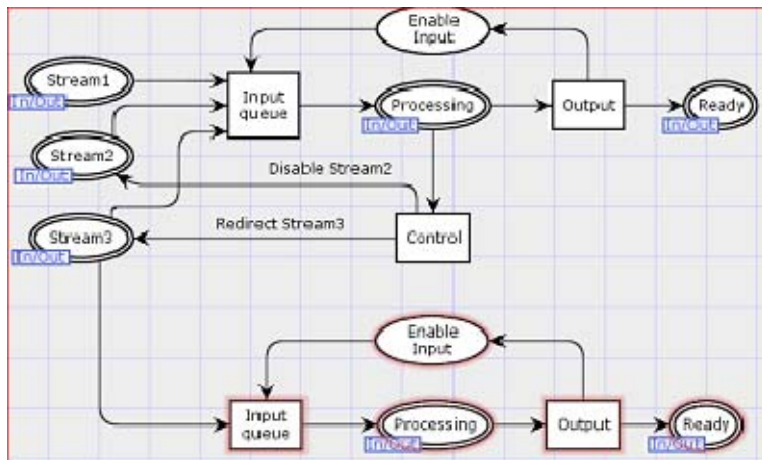 Enable
Input
Stream1
In/Out
Input
queue
Processing
In/Out
Output
Ready
In/Out
Stream2
In/Out
Disable Stream2
Stream3
In/Out
Redirect Stream3
Control
Enable
Input
Input
queue
Processing
In/Out
Output
Ready
In/Out